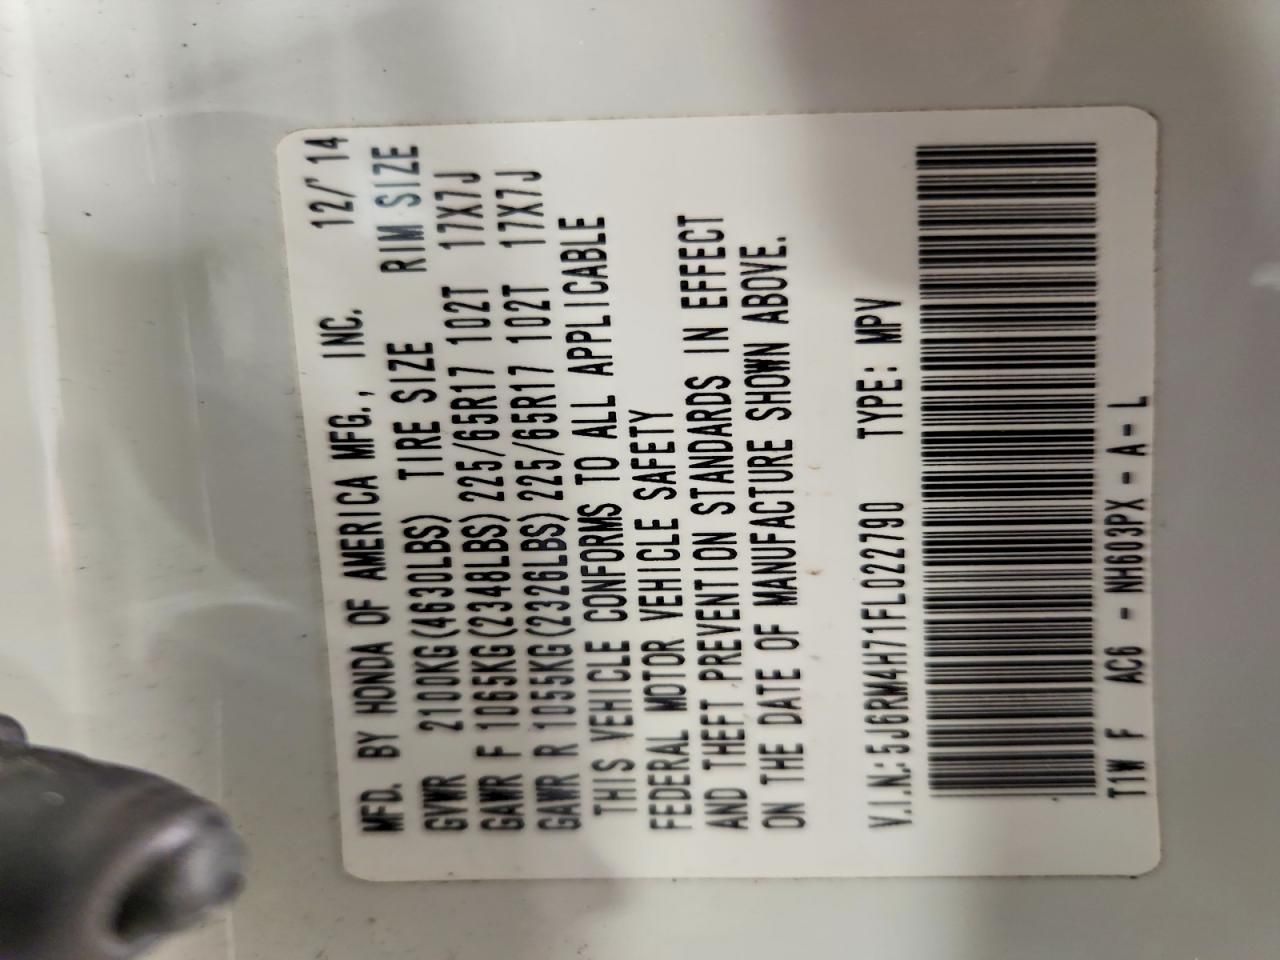 MFD. BY HONDA OF AMERICA MFG., INC. 12/'14
GVWR 2100KG(4630LBS) TIRE SIZE RIM SIZE
GAWR F 1065KG(2348LBS) 225/65R17 102T 17X7J
GAWR R 1055KG(2326LBS) 225/65R17 102T 17X7J
THIS VEHICLE CONFORMS TO ALL APPLICABLE
FEDERAL MOTOR VEHICLE SAFETY
AND THEFT PREVENTION STANDARDS IN EFFECT
ON THE DATE OF MANUFACTURE SHOWN ABOVE.
V.I.N.:5J6RM4H71FL022790 TYPE: MPV
T1W F AC6 - NH603PX - A - L